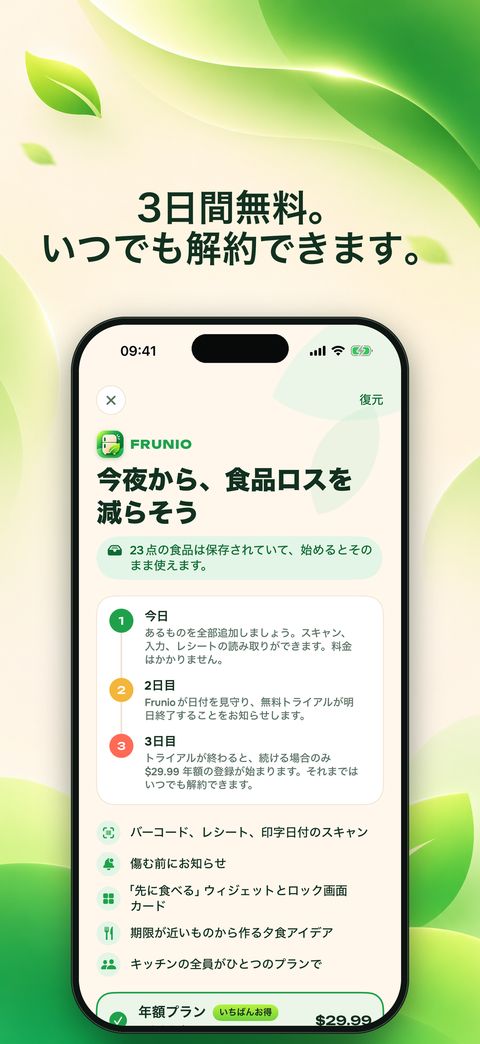 3日間無料。
いつでも解約できます。
09:41
復元
FRUNIO
今夜から、食品ロスを
減らそう
23点の食品は保存されていて、始めるとその
まま使えます。
1
今日
あるものを全部追加しましょう。スキャン、
入力、レシートの読み取りができます。料金
はかかりません。
2
2日目
Frunioが日付を見守り、無料トライアルが明
日終了することをお知らせします。
3
3日目
トライアルが終わると、続ける場合のみ
$29.99 年額の登録が始まります。それまでは
いつでも解約できます。
バーコード、レシート、印字日付のスキャン
傷む前にお知らせ
「先に食べる」ウィジェットとロック画面
カード
期限が近いものから作る夕食アイデア
キッチンの全員がひとつのプランで
年額プラン いちばんお得
$29.99